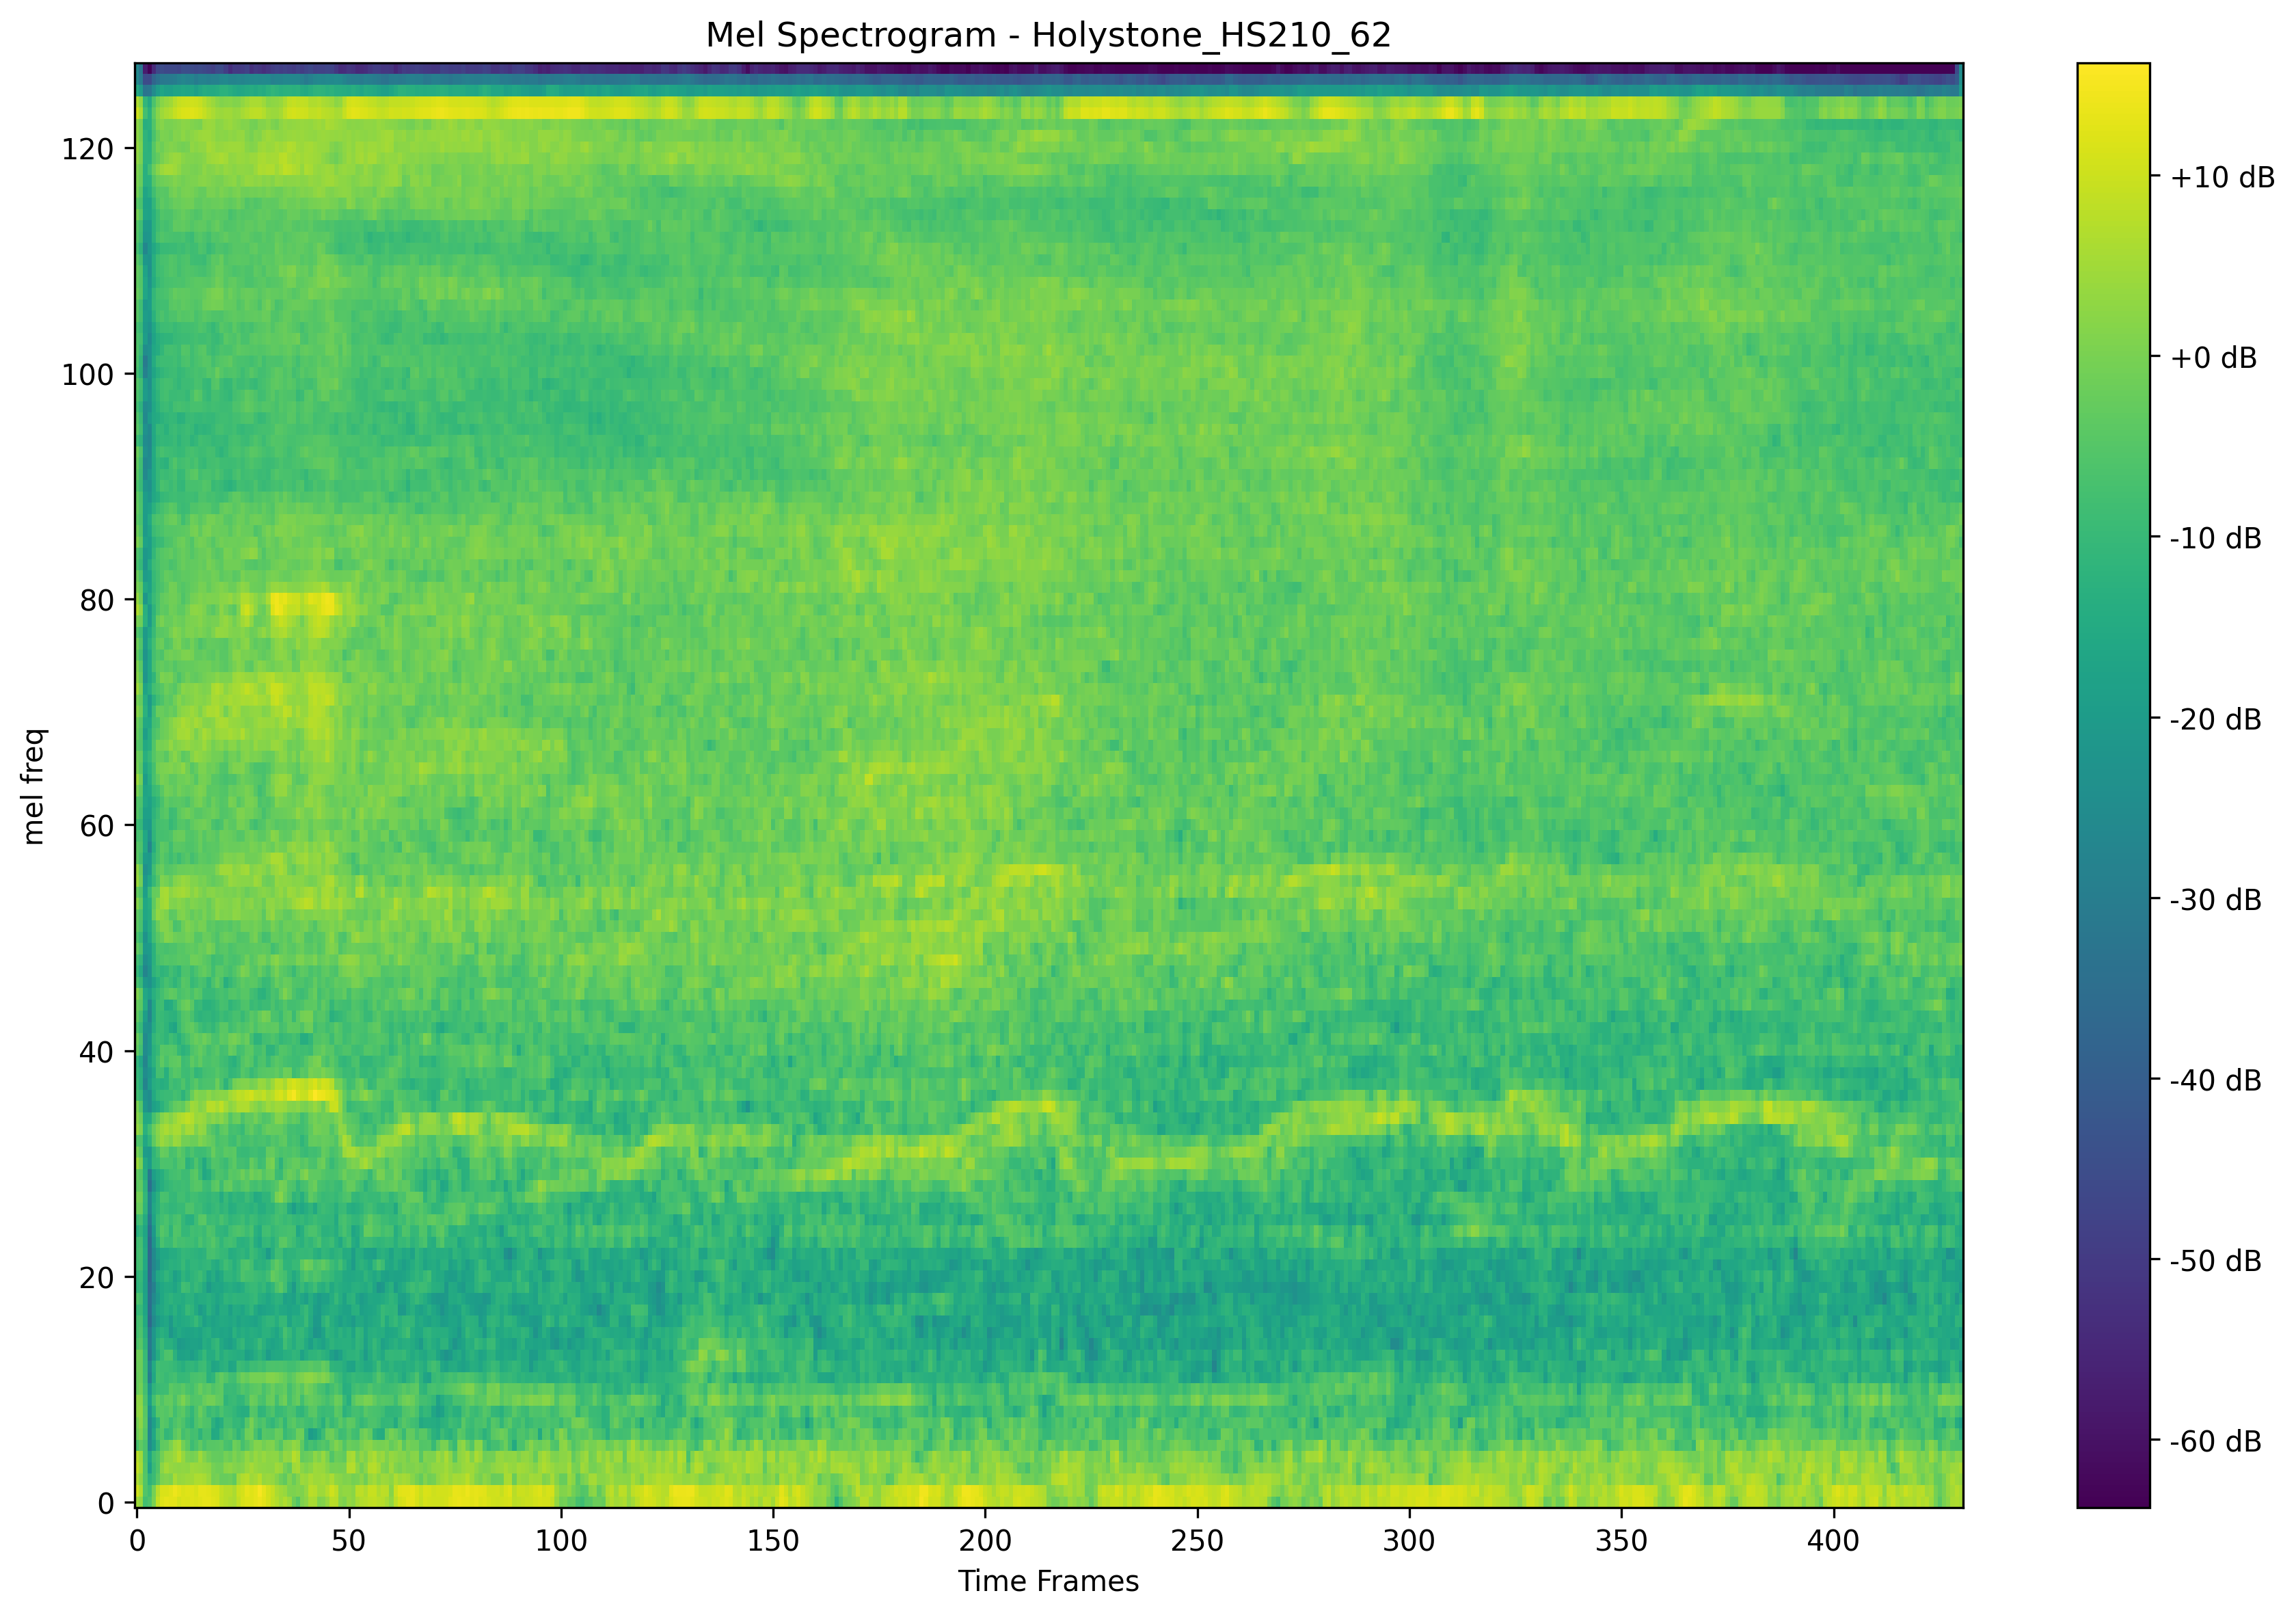 Mel Spectrogram - Holystone_HS210_62
mel freq
120
100
80
60
40
20
0
0 50 100 150 200 250 300 350 400
Time Frames
+10 dB
+0 dB
-10 dB
-20 dB
-30 dB
-40 dB
-50 dB
-60 dB